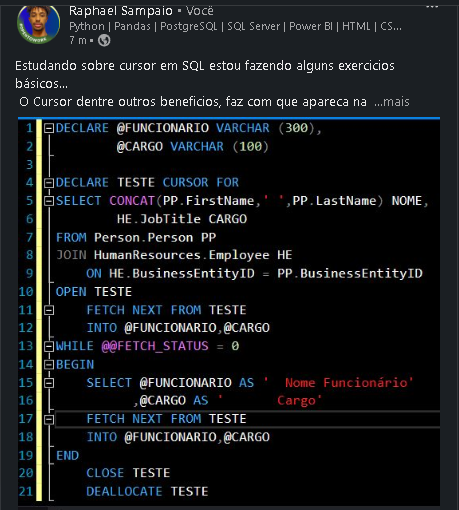 Raphael Sampaio • Você
Python | Pandas | PostgreSQL | SQL Server | Power BI | HTML | CS...
7 m •
Estudando sobre cursor em SQL estou fazendo alguns exercicios
básicos...
O Cursor dentre outros beneficios, faz com que apareca na ...mais
1 DECLARE @FUNCIONARIO VARCHAR (300),
2 @CARGO VARCHAR (100)
3
4 DECLARE TESTE CURSOR FOR
5 SELECT CONCAT(PP.FirstName,' ',PP.LastName) NOME,
6 HE.JobTitle CARGO
7 FROM Person.Person PP
8 JOIN HumanResources.Employee HE
9 ON HE.BusinessEntityID = PP.BusinessEntityID
10 OPEN TESTE
11 FETCH NEXT FROM TESTE
12 INTO @FUNCIONARIO,@CARGO
13 WHILE @@FETCH_STATUS = 0
14 BEGIN
15 SELECT @FUNCIONARIO AS '  Nome Funcionário'
16 ,@CARGO AS '       Cargo'
17 FETCH NEXT FROM TESTE
18 INTO @FUNCIONARIO,@CARGO
19 END
20 CLOSE TESTE
21 DEALLOCATE TESTE